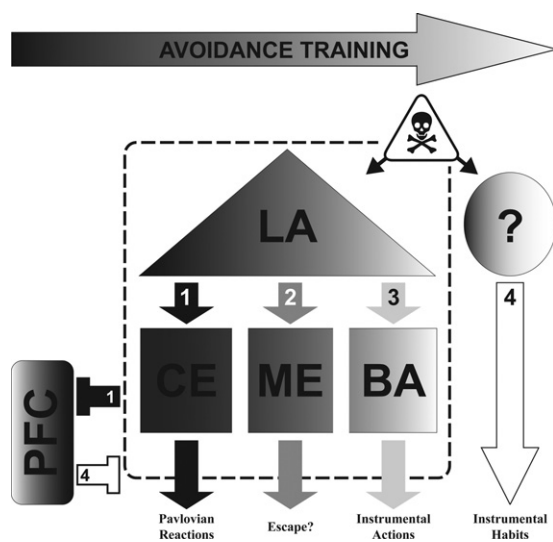 AVOIDANCE TRAINING
LA
?
1
2
3
4
CE
ME
BA
PFC
1
4
Pavlovian
Reactions
Escape?
Instrumental
Actions
Instrumental
Habits